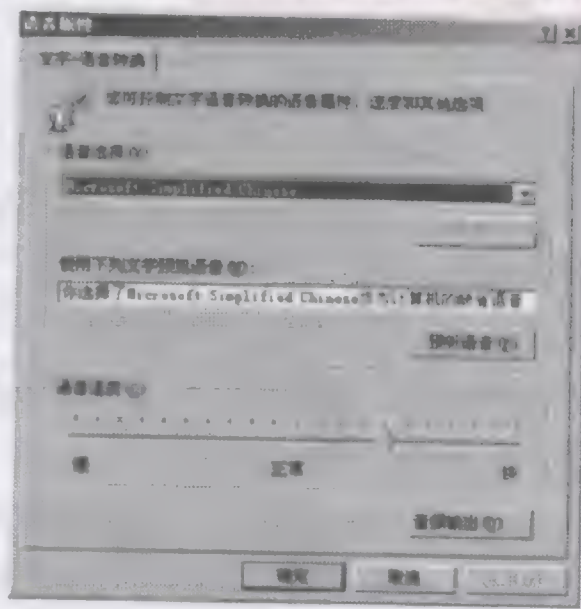 语音属性
文字-语音转换
您可控制文字语音转换的语音属性、速度和其他选项
语音选择(V)
Microsoft Simplified Chinese
使用下列文字预览语音(U):
你选择了Microsoft Simplified Chinese作为计算机的默认语音
预听语音(P)
语音速度(S)
慢
正常
快
音频输出(A)
确定
取消